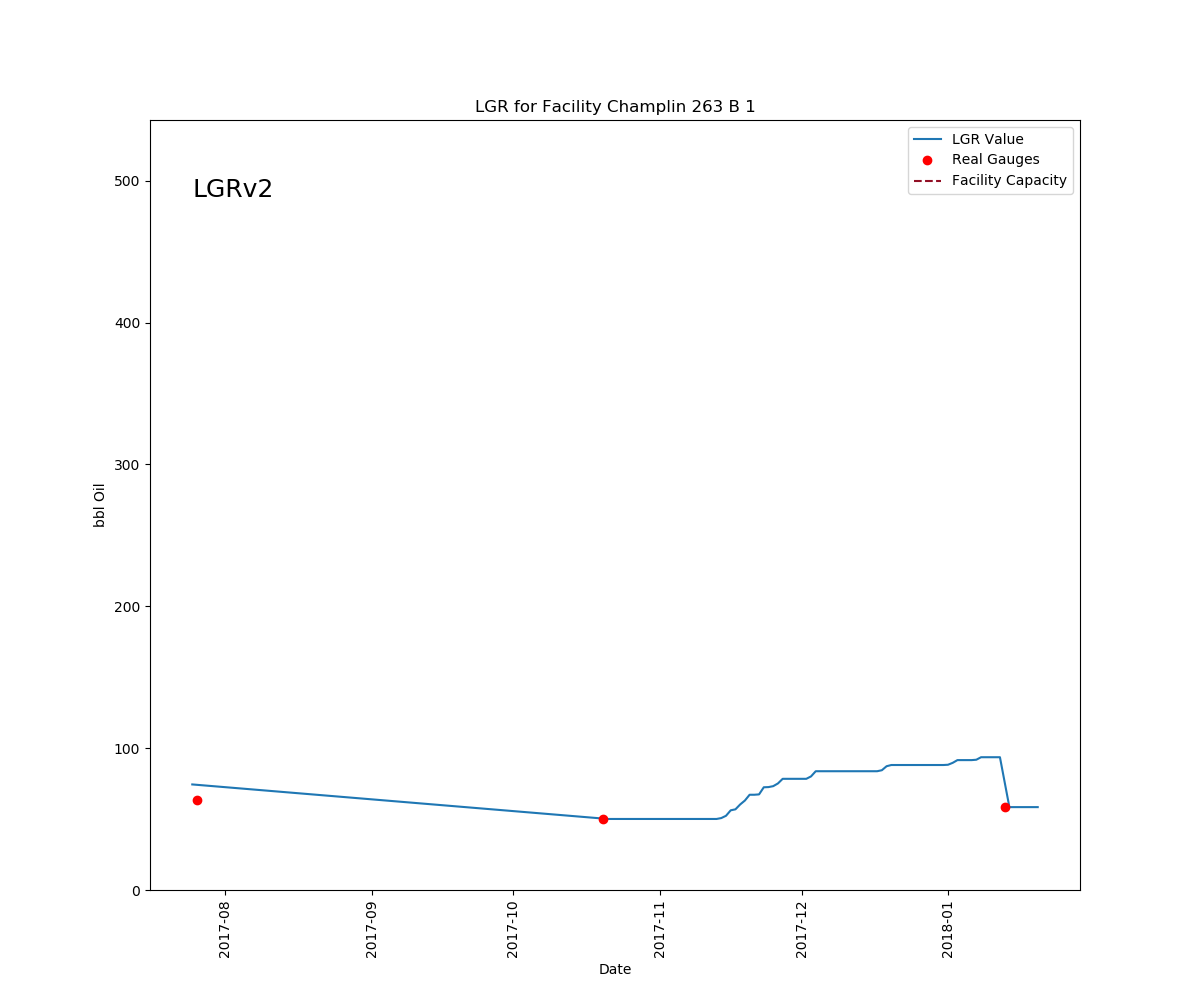 LGR for Facility Champlin 263 B 1
LGR Value
Real Gauges
Facility Capacity
LGRv2
500
400
300
200
100
0
bbl Oil
2017-08
2017-09
2017-10
2017-11
2017-12
2018-01
Date